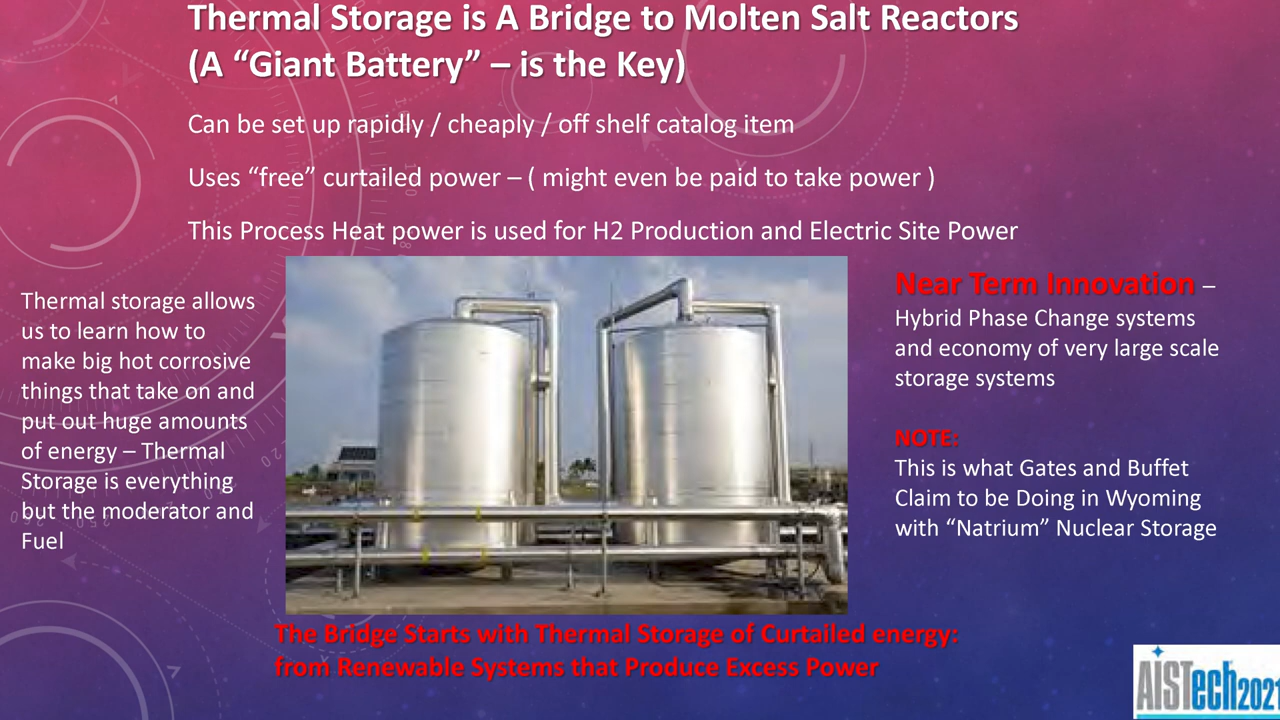 Thermal Storage is A Bridge to Molten Salt Reactors
(A “Giant Battery” – is the Key)
Can be set up rapidly / cheaply / off shelf catalog item
Uses “free” curtailed power – ( might even be paid to take power )
This Process Heat power is used for H2 Production and Electric Site Power
Thermal storage allows
us to learn how to
make big hot corrosive
things that take on and
put out huge amounts
of energy – Thermal
Storage is everything
but the moderator and
Fuel
Near Term Innovation –
Hybrid Phase Change systems
and economy of very large scale
storage systems
NOTE:
This is what Gates and Buffet
Claim to be Doing in Wyoming
with “Natrium” Nuclear Storage
The Bridge Starts with Thermal Storage of Curtailed energy:
from Renewable Systems that Produce Excess Power
AISTech2021